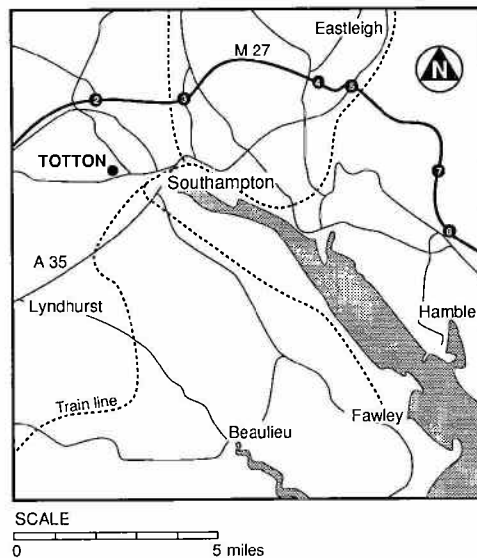 Eastleigh
M 27
N
4
5
2
3
TOTTON
7
Southampton
8
A 35
Lyndhurst
Hamble
Train line
Beaulieu
Fawley
SCALE
0 5 miles